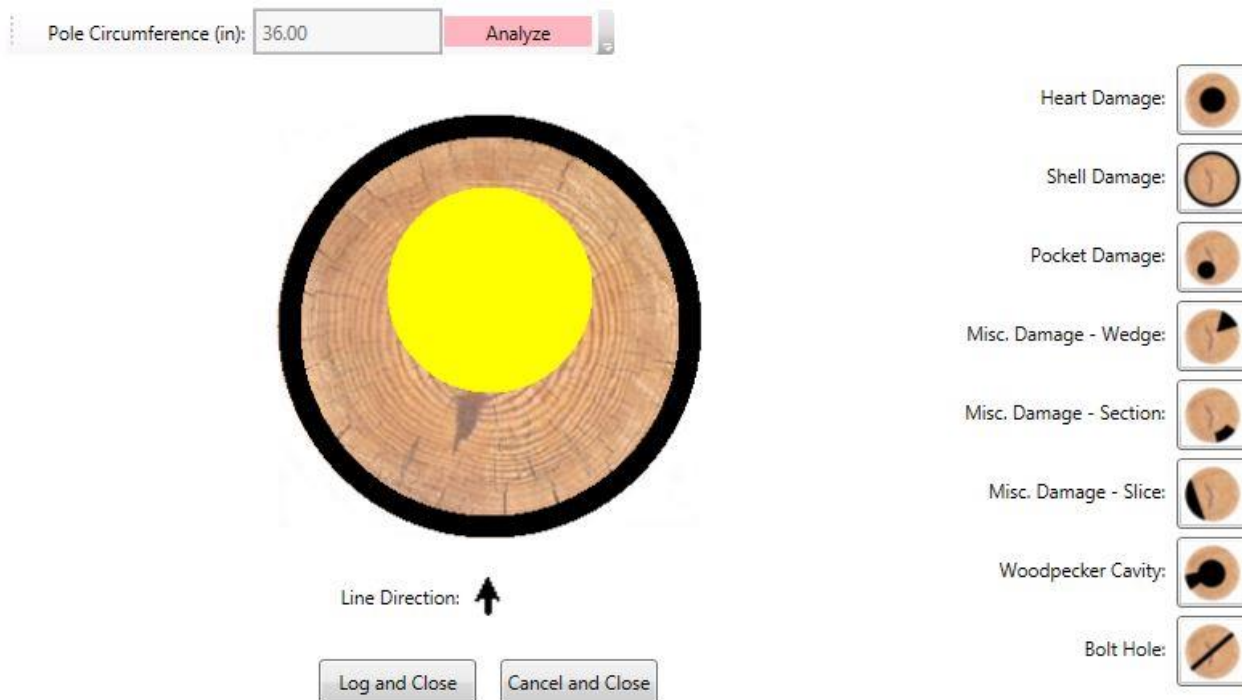 Pole Circumference (in): 36.00 Analyze
Heart Damage:
Shell Damage:
Pocket Damage:
Misc. Damage - Wedge:
Misc. Damage - Section:
Misc. Damage - Slice:
Woodpecker Cavity:
Line Direction:
Bolt Hole:
Log and Close Cancel and Close